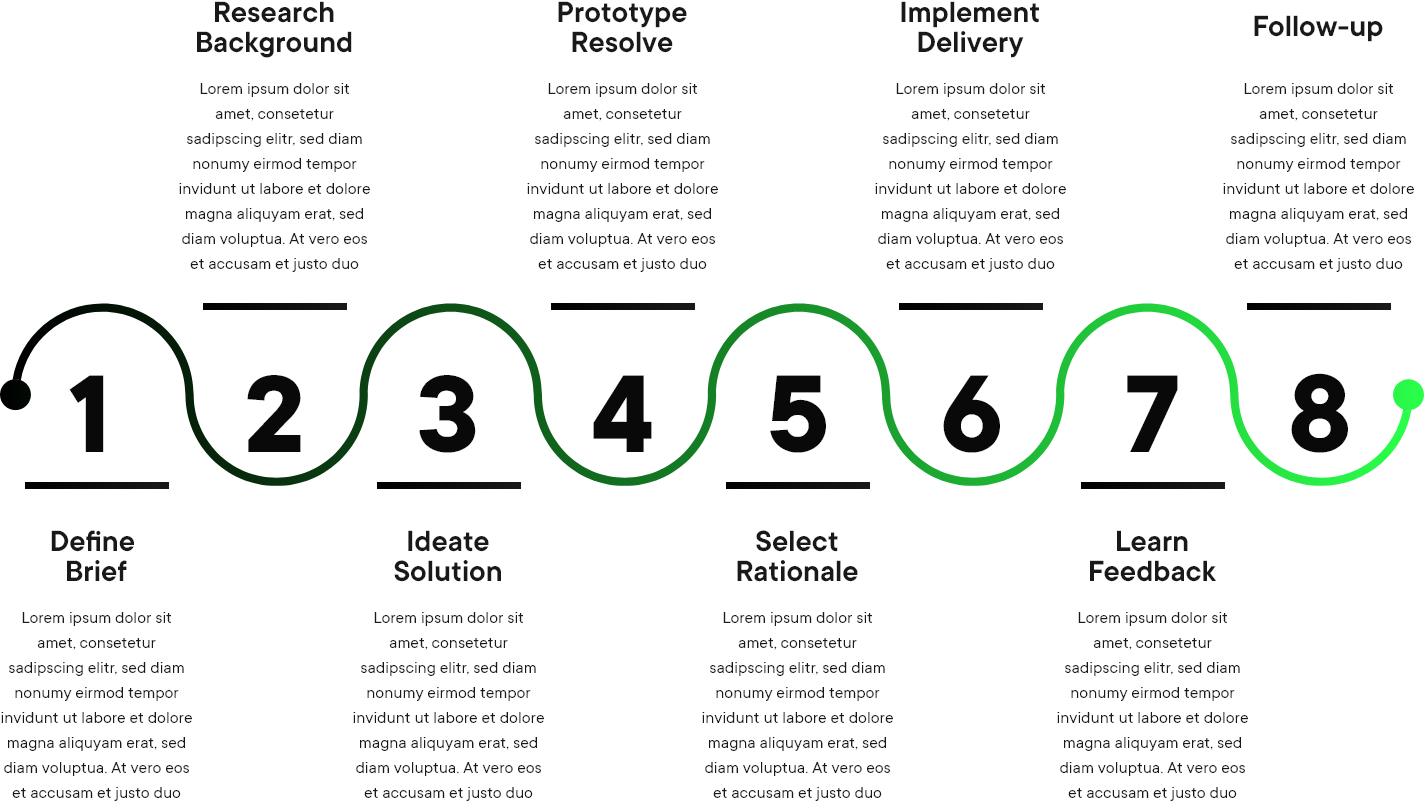 Research
Background
Lorem ipsum dolor sit
amet, consetetur
sadipscing elitr, sed diam
nonumy eirmod tempor
invidunt ut labore et dolore
magna aliquyam erat, sed
diam voluptua. At vero eos
et accusam et justo duo
Prototype
Resolve
Lorem ipsum dolor sit
amet, consetetur
sadipscing elitr, sed diam
nonumy eirmod tempor
invidunt ut labore et dolore
magna aliquyam erat, sed
diam voluptua. At vero eos
et accusam et justo duo
Implement
Delivery
Lorem ipsum dolor sit
amet, consetetur
sadipscing elitr, sed diam
nonumy eirmod tempor
invidunt ut labore et dolore
magna aliquyam erat, sed
diam voluptua. At vero eos
et accusam et justo duo
Follow-up
Lorem ipsum dolor sit
amet, consetetur
sadipscing elitr, sed diam
nonumy eirmod tempor
invidunt ut labore et dolore
magna aliquyam erat, sed
diam voluptua. At vero eos
et accusam et justo duo
1 2 3 4 5 6 7 8
Define
Brief
Lorem ipsum dolor sit
amet, consetetur
sadipscing elitr, sed diam
nonumy eirmod tempor
invidunt ut labore et dolore
magna aliquyam erat, sed
diam voluptua. At vero eos
et accusam et justo duo
Ideate
Solution
Lorem ipsum dolor sit
amet, consetetur
sadipscing elitr, sed diam
nonumy eirmod tempor
invidunt ut labore et dolore
magna aliquyam erat, sed
diam voluptua. At vero eos
et accusam et justo duo
Select
Rationale
Lorem ipsum dolor sit
amet, consetetur
sadipscing elitr, sed diam
nonumy eirmod tempor
invidunt ut labore et dolore
magna aliquyam erat, sed
diam voluptua. At vero eos
et accusam et justo duo
Learn
Feedback
Lorem ipsum dolor sit
amet, consetetur
sadipscing elitr, sed diam
nonumy eirmod tempor
invidunt ut labore et dolore
magna aliquyam erat, sed
diam voluptua. At vero eos
et accusam et justo duo